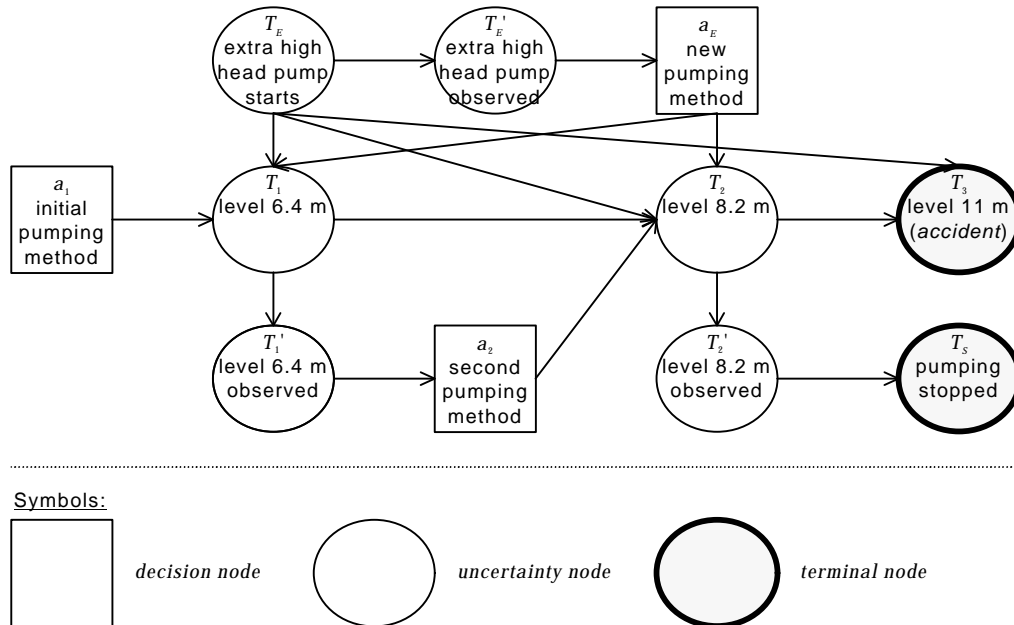 T_E
extra high
head pump
starts
T_E'
extra high
head pump
observed
a_E
new
pumping
method
a_1
initial
pumping
method
T_1
level 6.4 m
T_2
level 8.2 m
T_3
level 11 m
(accident)
T_1'
level 6.4 m
observed
a_2
second
pumping
method
T_2'
level 8.2 m
observed
T_S
pumping
stopped
Symbols:
decision node
uncertainty node
terminal node